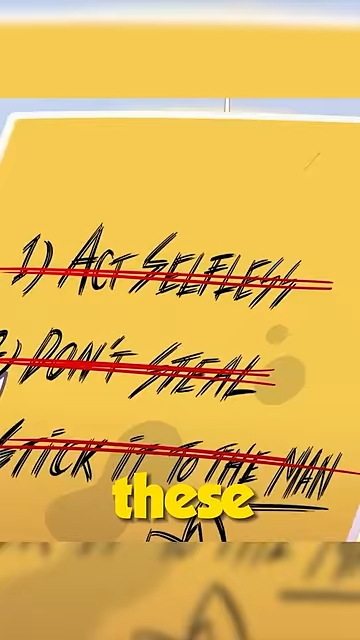 1) ACT SELFLESS
2) DON'T STEAL
STICK IT TO THE MAN
these